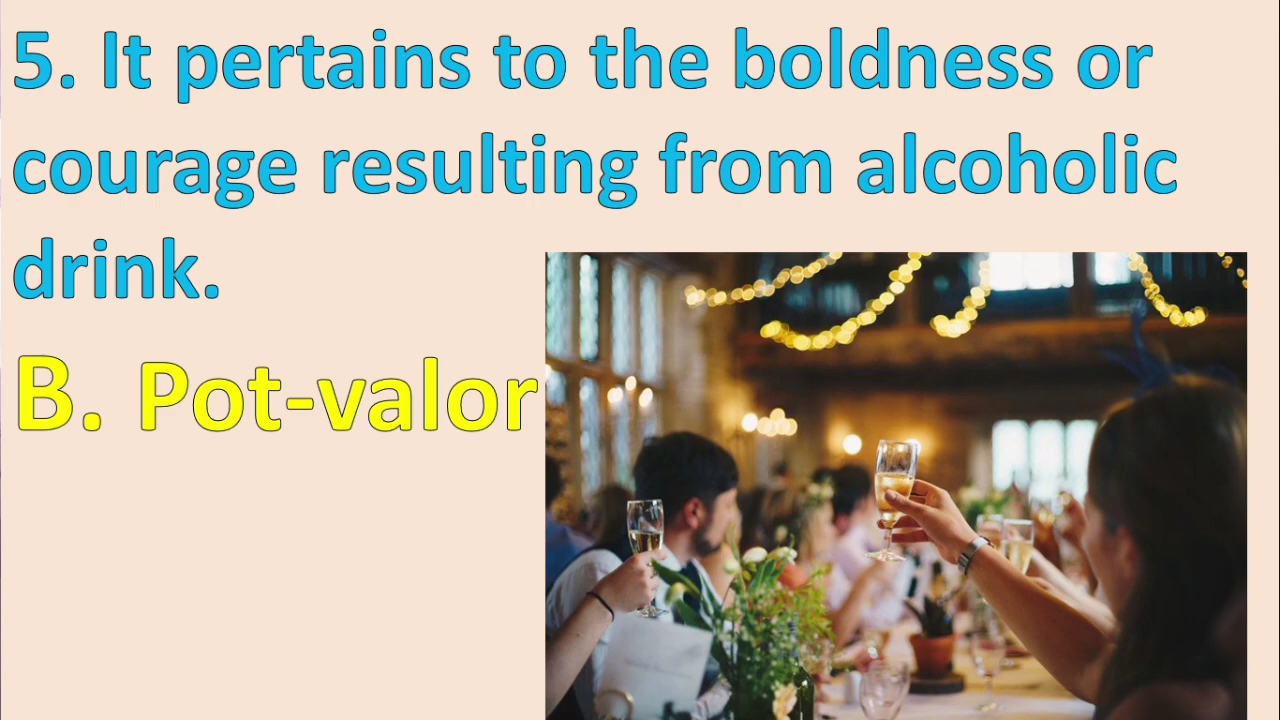 5. It pertains to the boldness or
courage resulting from alcoholic
drink.
B. Pot-valor